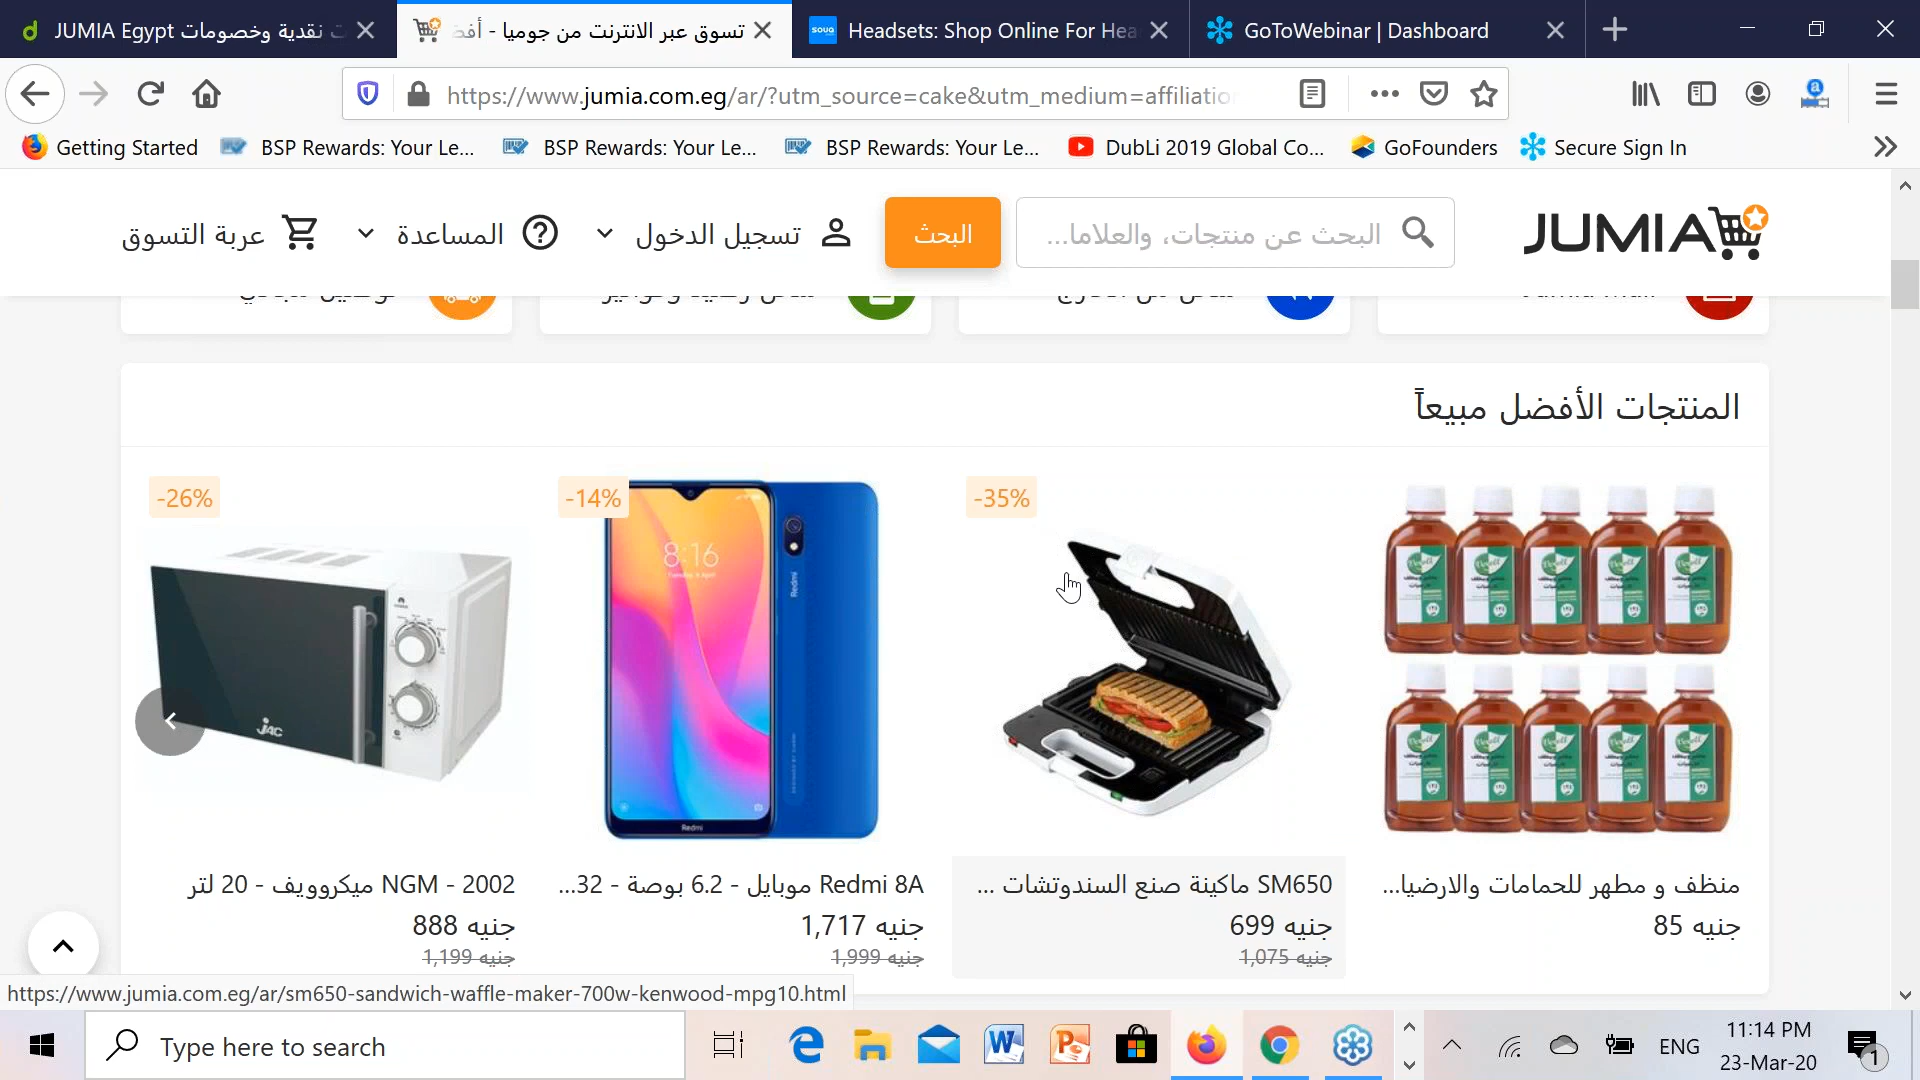 JUMIA Egypt ت نقدية وخصومات
تسوق عبر الانترنت من جوميا - أفض
souq
Headsets: Shop Online For Hea
GoToWebinar | Dashboard
https://www.jumia.com.eg/ar/?utm_source=cake&utm_medium=affiliation
Getting Started
BSP Rewards: Your Le...
BSP Rewards: Your Le...
BSP Rewards: Your Le...
DubLi 2019 Global Co...
GoFounders
Secure Sign In
JUMIA
البحث عن منتجات، والعلاما...
البحث
تسجيل الدخول
المساعدة
عربة التسوق
المنتجات الأفضل مبيعاً
-35%
-14%
-26%
8:16
Redmi
Redmi
JAC
منظف و مطهر للحمامات والارضيا...
جنيه 85
SM650 ماكينة صنع السندوتشات ...
جنيه 699
جنيه 1,075
Redmi 8A موبايل - 6.2 بوصة - 32...
جنيه 1,717
جنيه 1,999
NGM - 2002 ميكروويف - 20 لتر
جنيه 888
جنيه 1,199
https://www.jumia.com.eg/ar/sm650-sandwich-waffle-maker-700w-kenwood-mpg10.html
Type here to search
ENG
11:14 PM
23-Mar-20
1